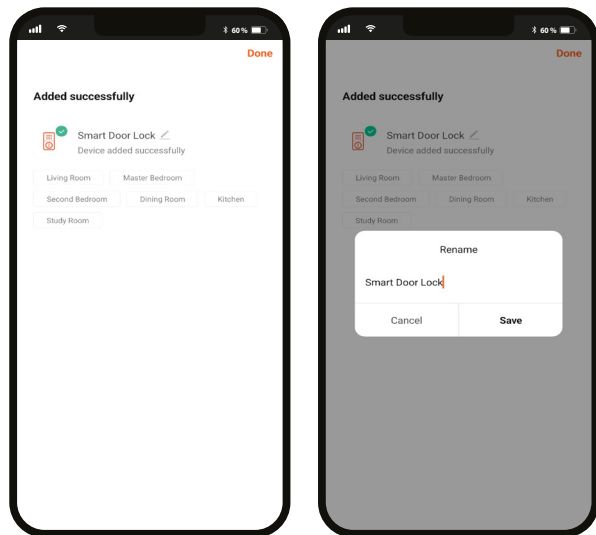 60 %
Done
Added successfully
Smart Door Lock
Device added successfully
Living Room Master Bedroom
Second Bedroom Dining Room Kitchen
Study Room
60 %
Done
Added successfully
Smart Door Lock
Device added successfully
Living Room Master Bedroom
Second Bedroom Dining Room Kitchen
Study Room
Rename
Smart Door Lock
Cancel Save